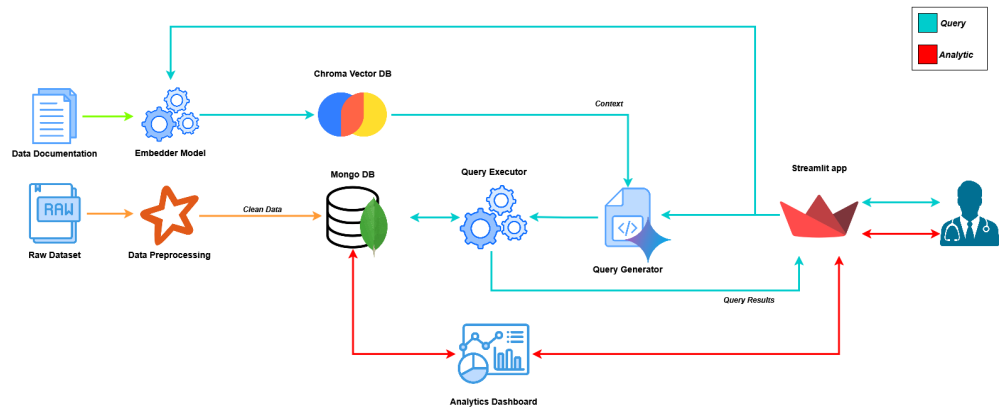 Query
Analytic
Chroma Vector DB
Context
Data Documentation
Embedder Model
Mongo DB
Query Executor
Streamlit app
RAW
Clean Data
</>
Raw Dataset
Data Preprocessing
Query Generator
Query Results
Analytics Dashboard